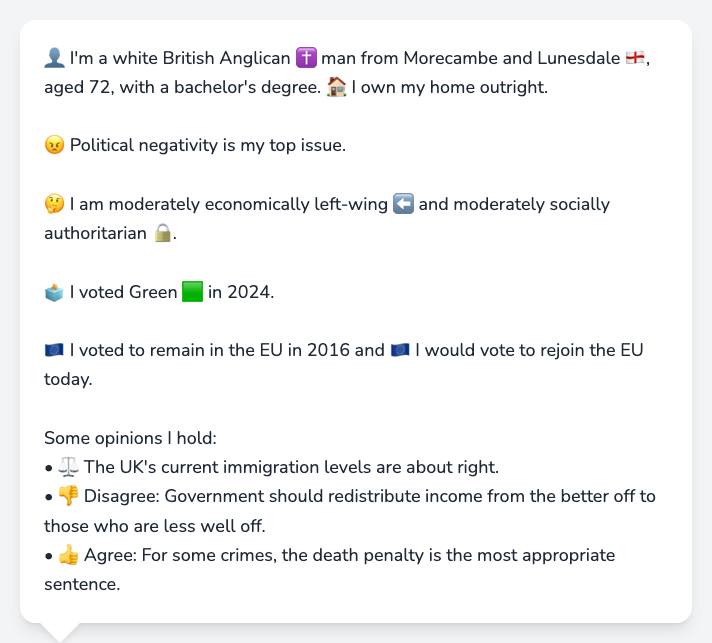 👤 I'm a white British Anglican ✝️ man from Morecambe and Lunesdale 🏴󠁧󠁢󠁥󠁮󠁧󠁿,
aged 72, with a bachelor's degree. 🏠 I own my home outright.
😠 Political negativity is my top issue.
🤔 I am moderately economically left-wing ⬅️ and moderately socially
authoritarian 🔒.
🗳️ I voted Green 🟩 in 2024.
🇪🇺 I voted to remain in the EU in 2016 and 🇪🇺 I would vote to rejoin the EU
today.
Some opinions I hold:
• ⚖️ The UK's current immigration levels are about right.
• 👎 Disagree: Government should redistribute income from the better off to
those who are less well off.
• 👍 Agree: For some crimes, the death penalty is the most appropriate
sentence.